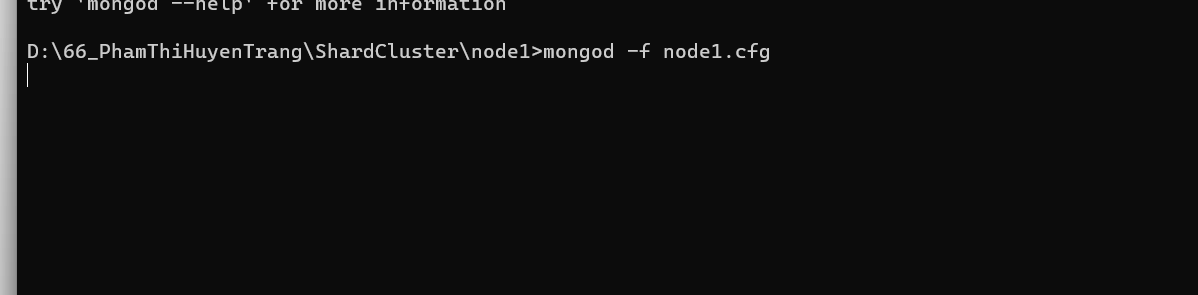 try 'mongod --help' for more information
D:\66_PhamThiHuyenTrang\ShardCluster\node1>mongod -f node1.cfg